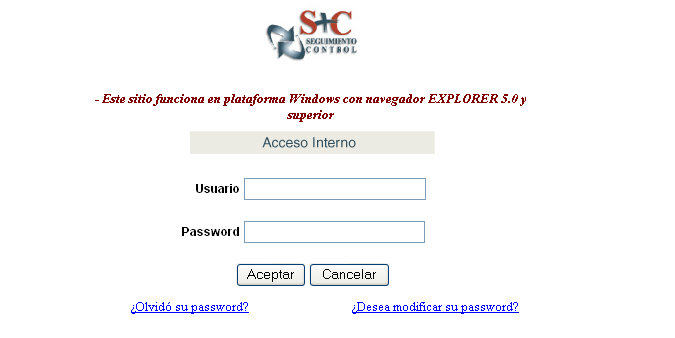 S+C
SEGUIMIENTO
CONTROL
- Este sitio funciona en plataforma Windows con navegador EXPLORER 5.0 y
superior
Acceso Interno
Usuario
Password
Aceptar Cancelar
¿Olvidó su password? ¿Desea modificar su password?